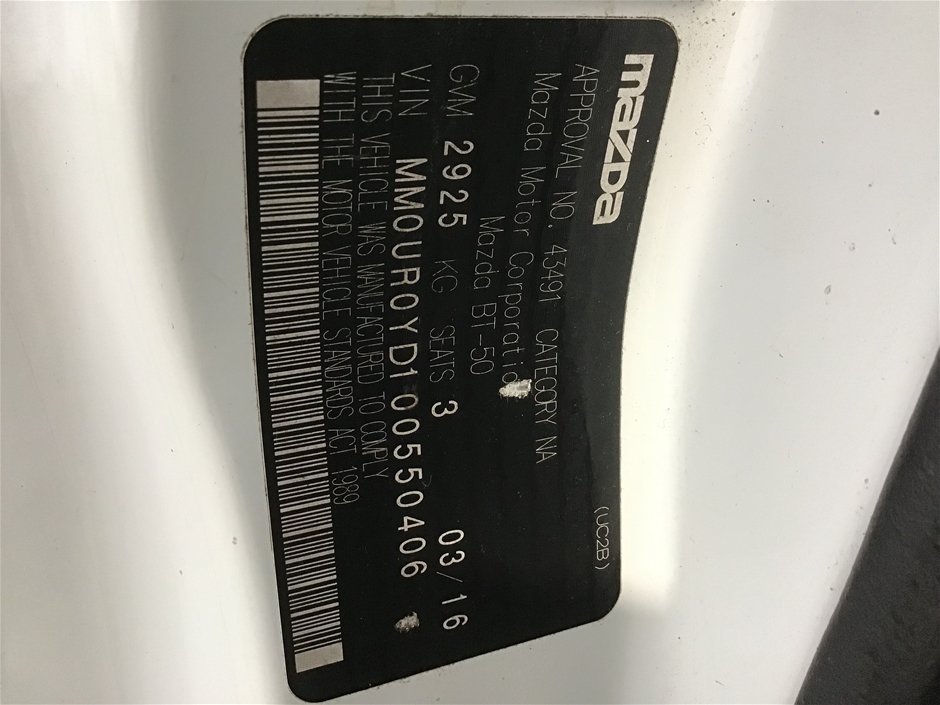 mazda
(UC2B)
APPROVAL NO. 43491 CATEGORY NA
Mazda Motor Corporation
Mazda BT-50
GVM 2925 KG SEATS 3 03/16
VIN MM0UR0YD100550406
THIS VEHICLE WAS MANUFACTURED TO COMPLY
WITH THE MOTOR VEHICLE STANDARDS ACT 1989